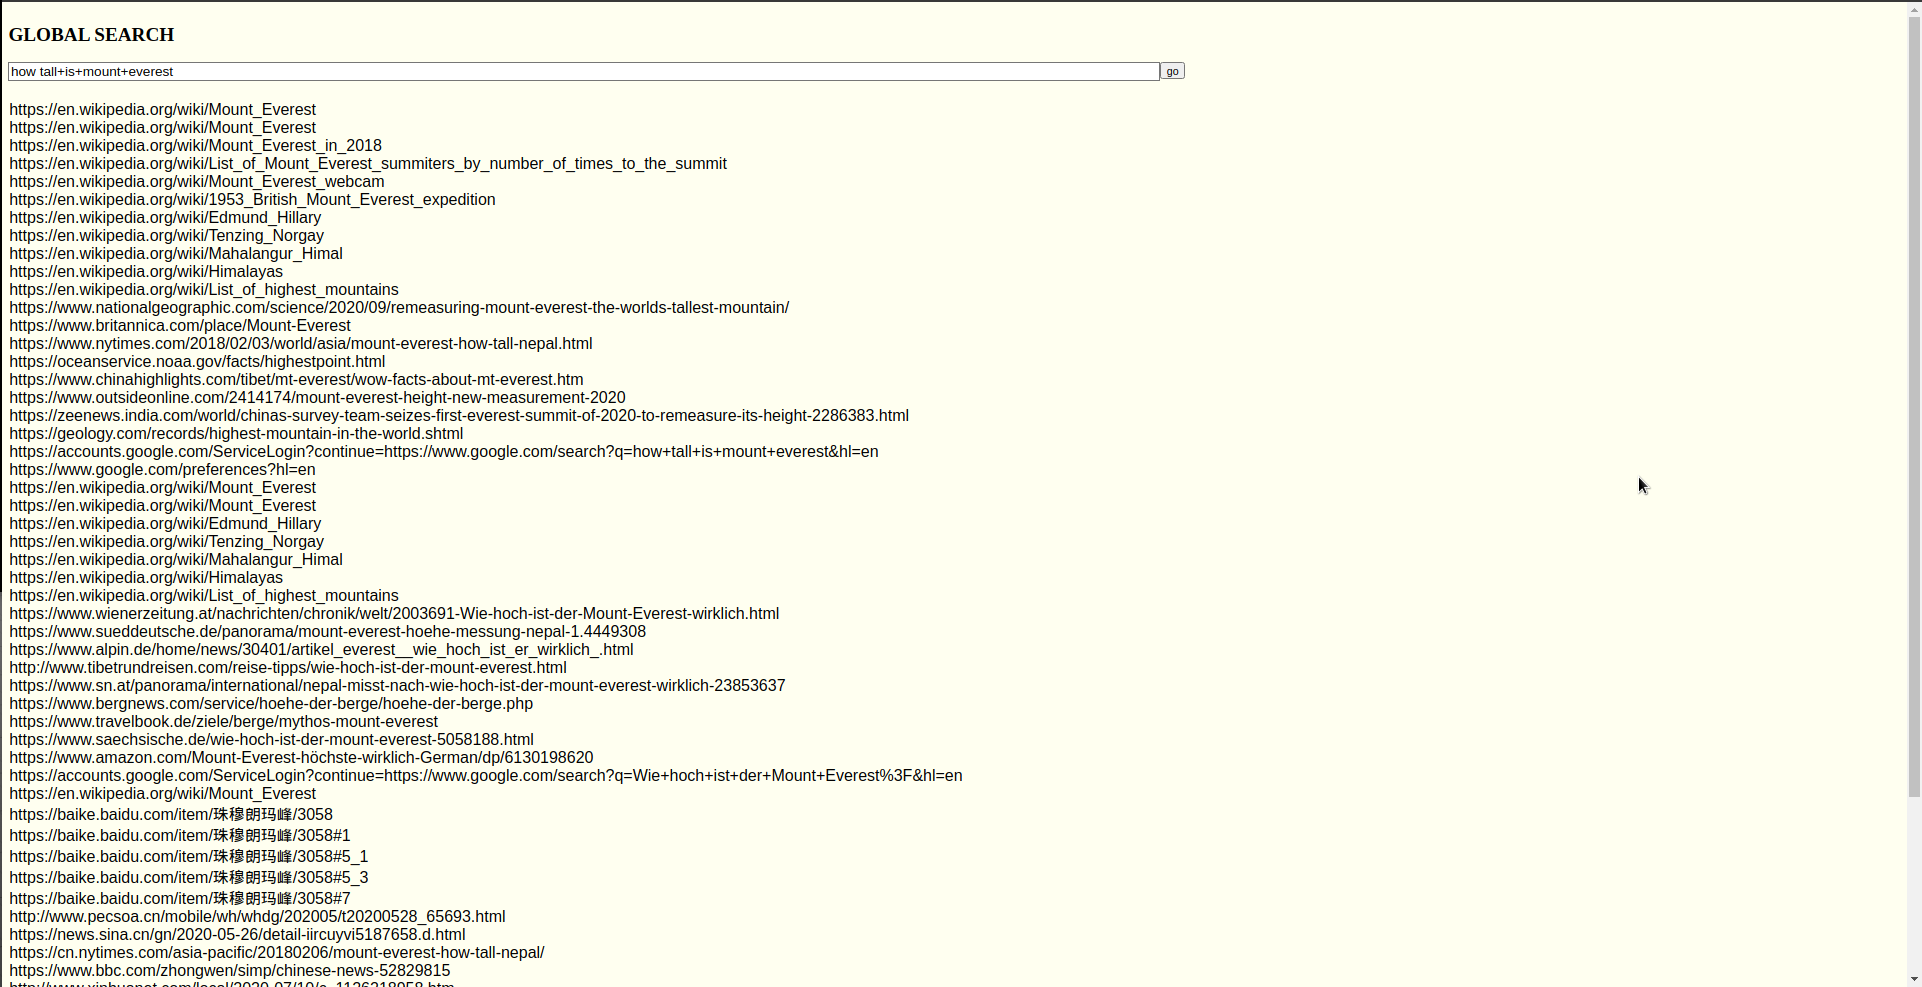 GLOBAL SEARCH
how tall+is+mount+everest
go
https://en.wikipedia.org/wiki/Mount_Everest
https://en.wikipedia.org/wiki/Mount_Everest
https://en.wikipedia.org/wiki/Mount_Everest_in_2018
https://en.wikipedia.org/wiki/List_of_Mount_Everest_summiters_by_number_of_times_to_the_summit
https://en.wikipedia.org/wiki/Mount_Everest_webcam
https://en.wikipedia.org/wiki/1953_British_Mount_Everest_expedition
https://en.wikipedia.org/wiki/Edmund_Hillary
https://en.wikipedia.org/wiki/Tenzing_Norgay
https://en.wikipedia.org/wiki/Mahalangur_Himal
https://en.wikipedia.org/wiki/Himalayas
https://en.wikipedia.org/wiki/List_of_highest_mountains
https://www.nationalgeographic.com/science/2020/09/remeasuring-mount-everest-the-worlds-tallest-mountain/
https://www.britannica.com/place/Mount-Everest
https://www.nytimes.com/2018/02/03/world/asia/mount-everest-how-tall-nepal.html
https://oceanservice.noaa.gov/facts/highestpoint.html
https://www.chinahighlights.com/tibet/mt-everest/wow-facts-about-mt-everest.htm
https://www.outsideonline.com/2414174/mount-everest-height-new-measurement-2020
https://zeenews.india.com/world/chinas-survey-team-seizes-first-everest-summit-of-2020-to-remeasure-its-height-2286383.html
https://geology.com/records/highest-mountain-in-the-world.shtml
https://accounts.google.com/ServiceLogin?continue=https://www.google.com/search?q=how+tall+is+mount+everest&hl=en
https://www.google.com/preferences?hl=en
https://en.wikipedia.org/wiki/Mount_Everest
https://en.wikipedia.org/wiki/Mount_Everest
https://en.wikipedia.org/wiki/Edmund_Hillary
https://en.wikipedia.org/wiki/Tenzing_Norgay
https://en.wikipedia.org/wiki/Mahalangur_Himal
https://en.wikipedia.org/wiki/Himalayas
https://en.wikipedia.org/wiki/List_of_highest_mountains
https://www.wienerzeitung.at/nachrichten/chronik/welt/2003691-Wie-hoch-ist-der-Mount-Everest-wirklich.html
https://www.sueddeutsche.de/panorama/mount-everest-hoehe-messung-nepal-1.4449308
https://www.alpin.de/home/news/30401/artikel_everest__wie_hoch_ist_er_wirklich_.html
http://www.tibetrundreisen.com/reise-tipps/wie-hoch-ist-der-mount-everest.html
https://www.sn.at/panorama/international/nepal-misst-nach-wie-hoch-ist-der-mount-everest-wirklich-23853637
https://www.bergnews.com/service/hoehe-der-berge/hoehe-der-berge.php
https://www.travelbook.de/ziele/berge/mythos-mount-everest
https://www.saechsische.de/wie-hoch-ist-der-mount-everest-5058188.html
https://www.amazon.com/Mount-Everest-höchste-wirklich-German/dp/6130198620
https://accounts.google.com/ServiceLogin?continue=https://www.google.com/search?q=Wie+hoch+ist+der+Mount+Everest%3F&hl=en
https://en.wikipedia.org/wiki/Mount_Everest
https://baike.baidu.com/item/珠穆朗玛峰/3058
https://baike.baidu.com/item/珠穆朗玛峰/3058#1
https://baike.baidu.com/item/珠穆朗玛峰/3058#5_1
https://baike.baidu.com/item/珠穆朗玛峰/3058#5_3
https://baike.baidu.com/item/珠穆朗玛峰/3058#7
http://www.pecsoa.cn/mobile/wh/whdg/202005/t20200528_65693.html
https://news.sina.cn/gn/2020-05-26/detail-iircuyvi5187658.d.html
https://cn.nytimes.com/asia-pacific/20180206/mount-everest-how-tall-nepal/
https://www.bbc.com/zhongwen/simp/chinese-news-52829815